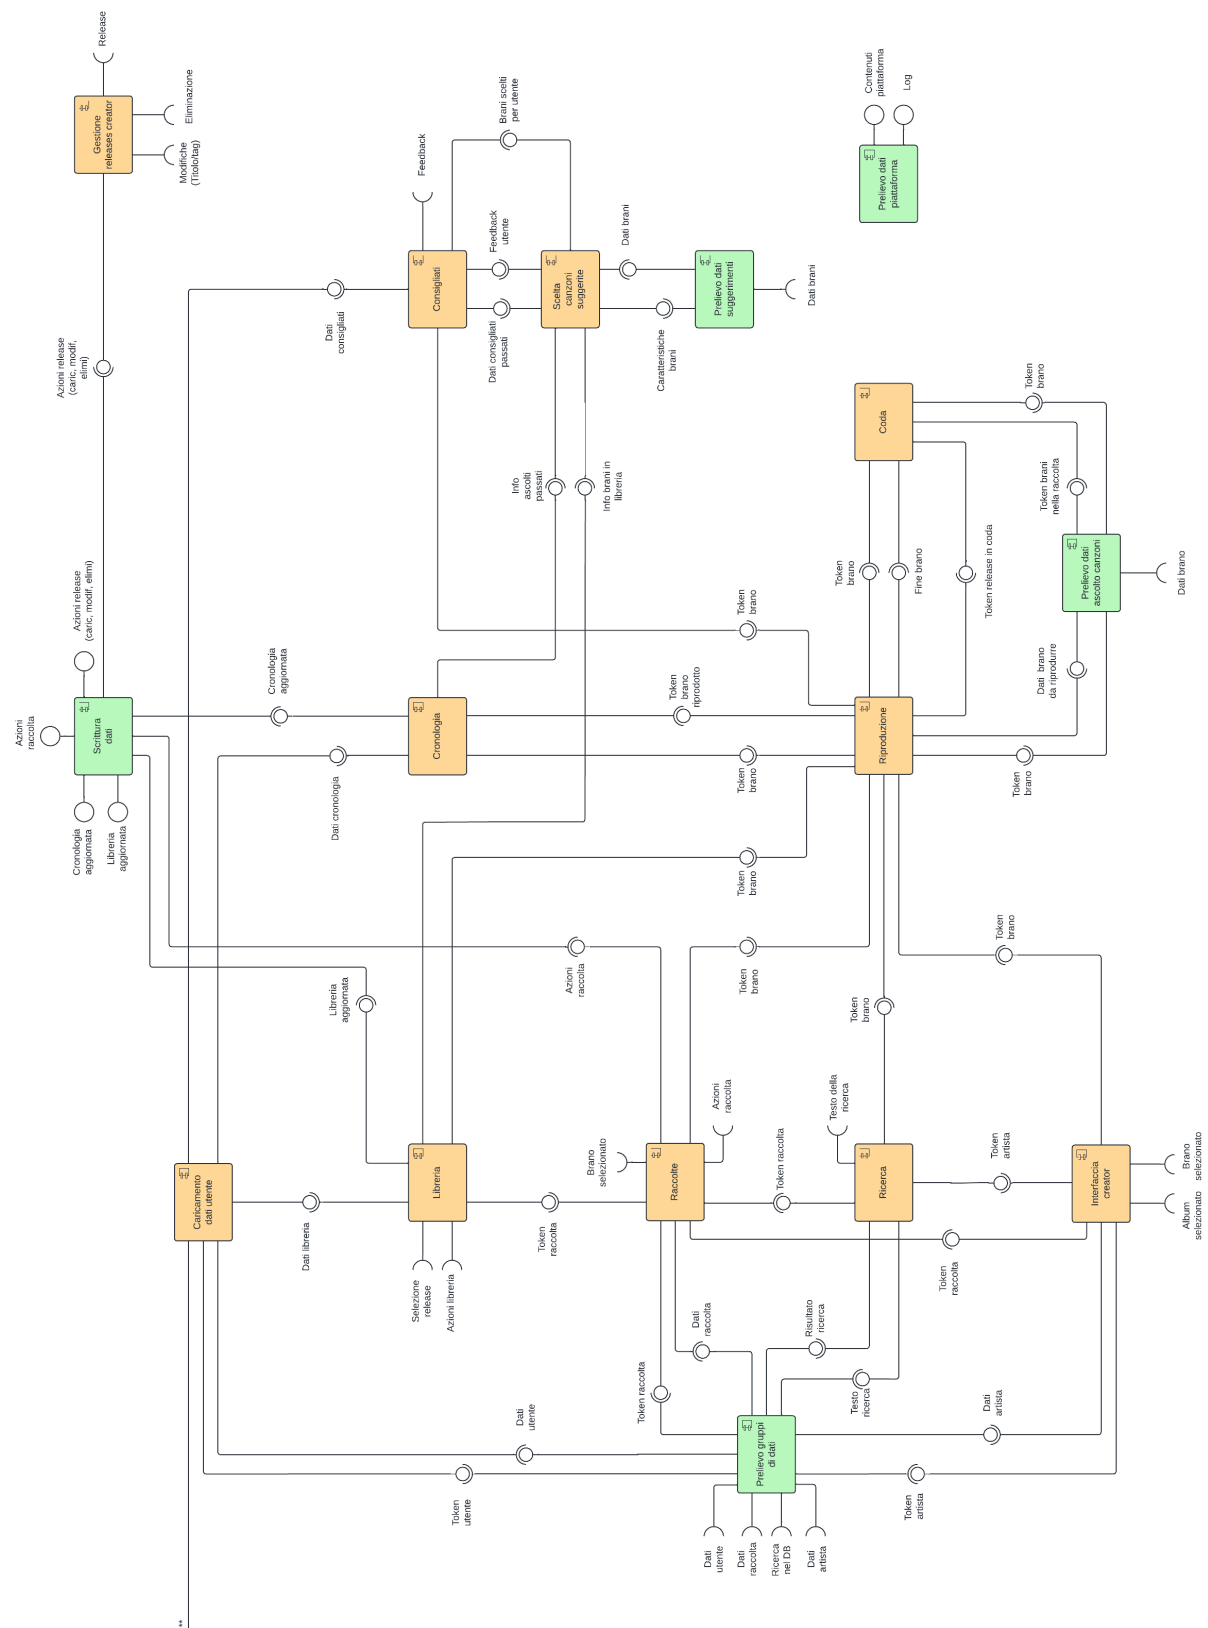 Release
Gestione
releases creator
Eliminazione
Modifiche
(Titolo/tag)
Azioni release
(caric, modif,
elimi)
Azioni release
(caric, modif, elimi)
Azioni
raccolta
Scrittura
dati
Cronologia
aggiornata
Libreria
aggiornata
Cronologia
aggiornata
Dati
consigliati
Dati cronologia
Libreria
aggiornata
Caricamento
dati utente
Dati libreria
**
Feedback
Brani scelti
per utente
Consigliati
Feedback
utente
Dati consigliati
passati
Scelta
canzoni
suggerite
Dati brani
Caratteristiche
brani
Prelievo dati
suggerimenti
Dati brani
Contenuti
piattaforma
Log
Prelievo dati
piattaforma
Info
ascolti
passati
Info brani in
libreria
Cronologia
Token
brano
riprodotto
Token
brano
Token
brano
Token
brano
Coda
Token
brano
Fine brano
Token release in coda
Token brani
nella raccolta
Token
brano
Prelievo dati
ascolto canzoni
Dati brano
Dati  brano
da riprodurre
Token
brano
Riproduzione
Azioni
raccolta
Token
brano
Token
brano
Token
brano
Libreria
Selezione
release
Azioni libreria
Token
raccolta
Brano
selezionato
Raccolte
Azioni
raccolta
Token raccolta
Testo della
ricerca
Ricerca
Token
artista
Interfaccia
creator
Brano
selezionato
Album
selezionato
Token
raccolta
Dati
raccolta
Risultato
ricerca
Token raccolta
Testo
ricerca
Dati
artista
Token
artista
Dati
utente
Token
utente
Prelievo gruppi
di dati
Dati
utente
Dati
raccolta
Ricerca
nel DB
Dati
artista